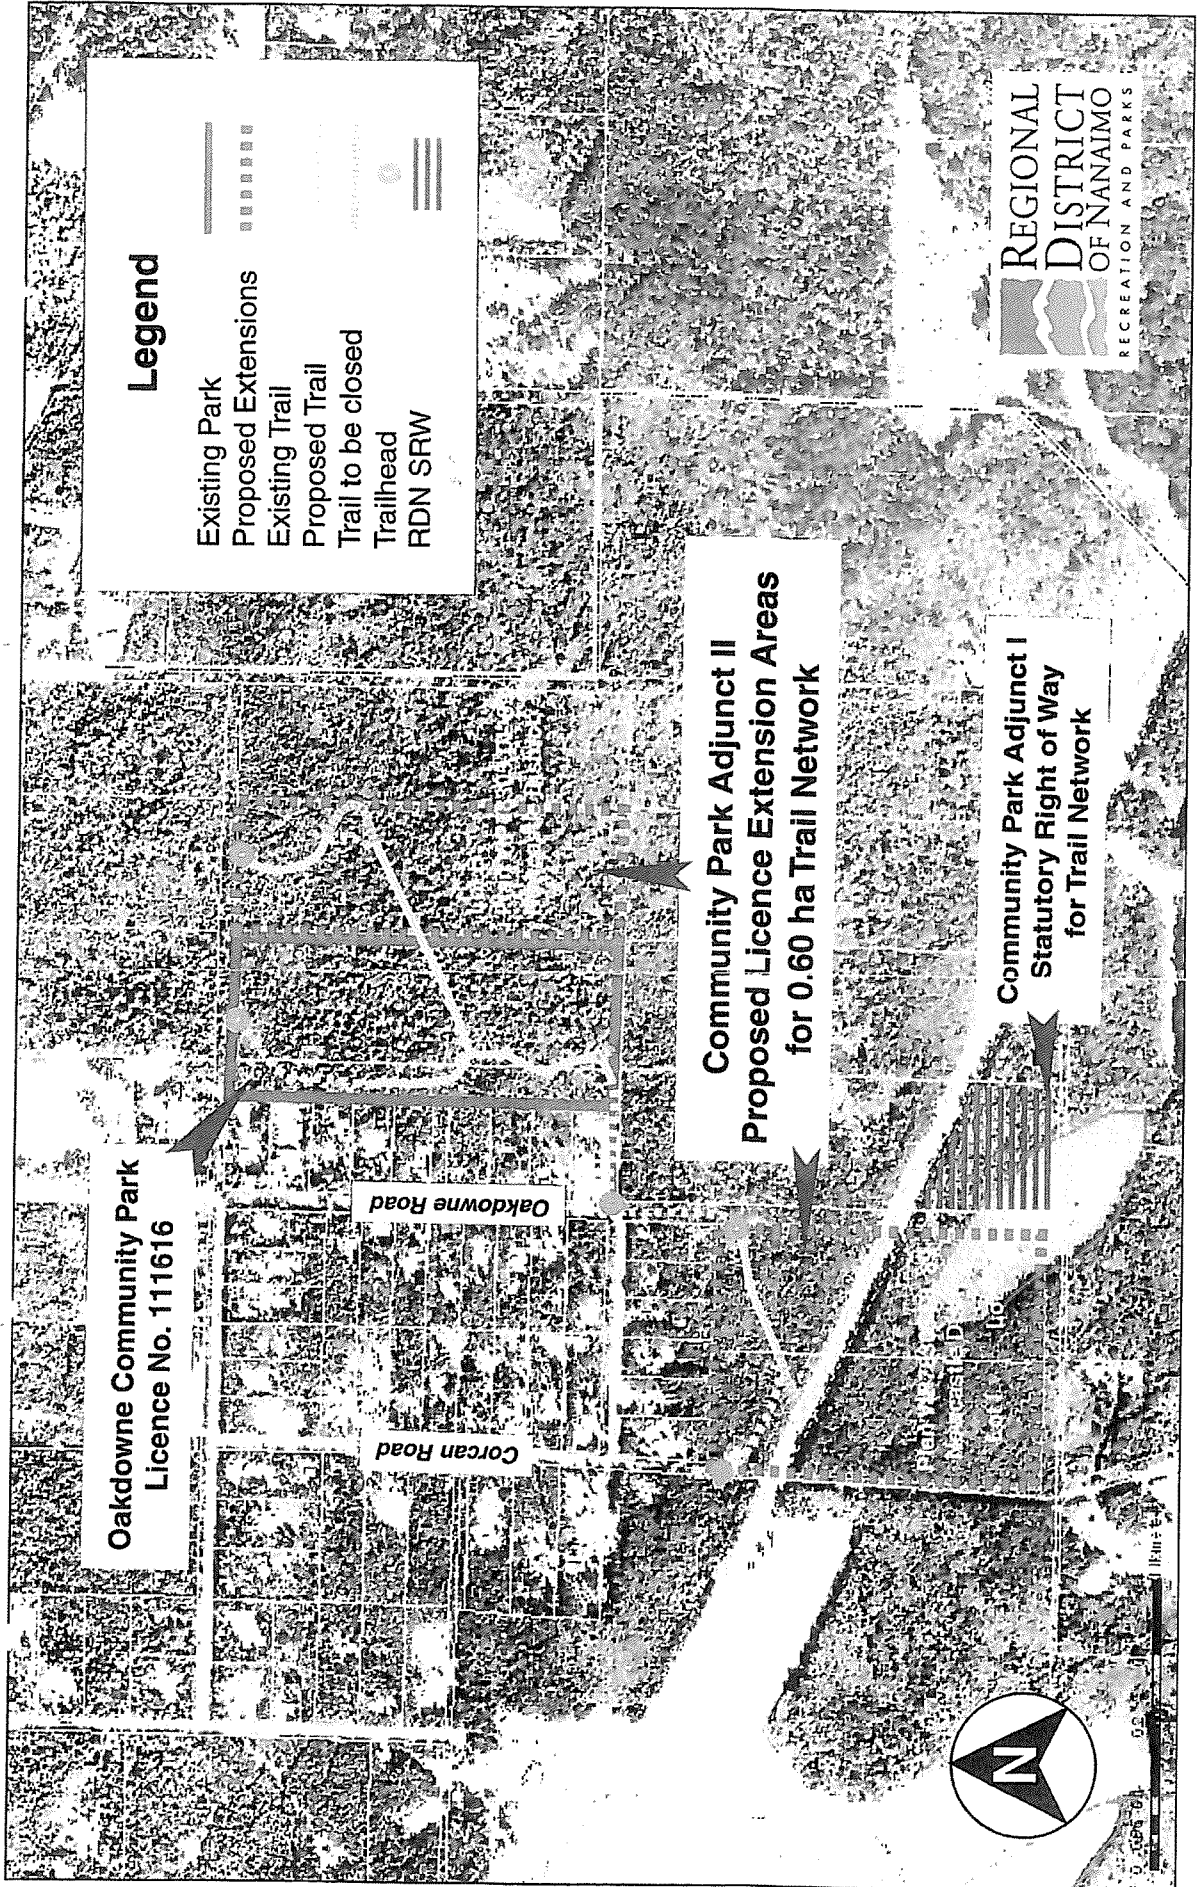 Legend
Existing Park
Proposed Extensions
Existing Trail
Proposed Trail
Trail to be closed
Trailhead
RDN SRW
Oakdowne Community Park
Licence No. 111616
Oakdowne Road
Corcan Road
Community Park Adjunct II
Proposed Licence Extension Areas
for 0.60 ha Trail Network
Community Park Adjunct I
Statutory Right of Way
for Trail Network
N
REGIONAL
DISTRICT
OF NANAIMO
RECREATION AND PARKS